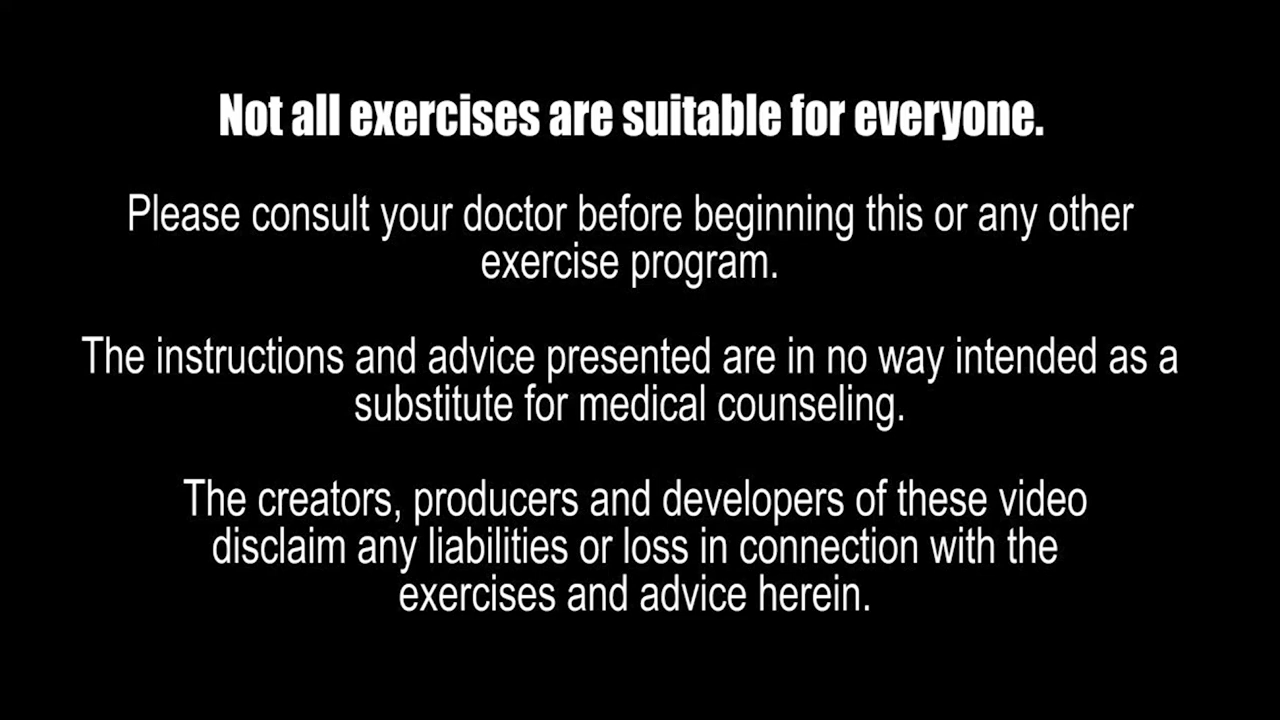 Not all exercises are suitable for everyone.
Please consult your doctor before beginning this or any other
exercise program.
The instructions and advice presented are in no way intended as a
substitute for medical counseling.
The creators, producers and developers of these video
disclaim any liabilities or loss in connection with the
exercises and advice herein.